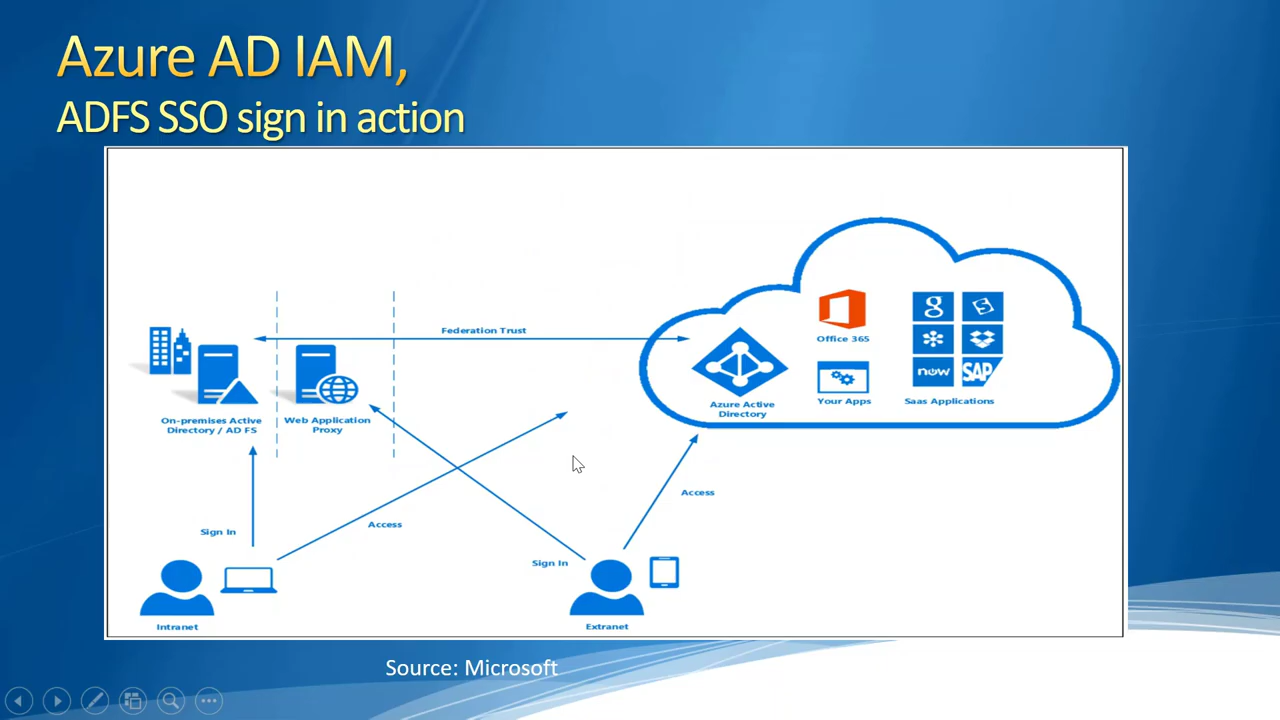 Azure AD IAM,
ADFS SSO sign in action
Federation Trust
Office 365
g
now
SAP
On-premises Active
Directory / AD FS
Web Application
Proxy
Azure Active
Directory
Your Apps
Saas Applications
Sign In
Access
Access
Sign In
Intranet
Extranet
Source: Microsoft